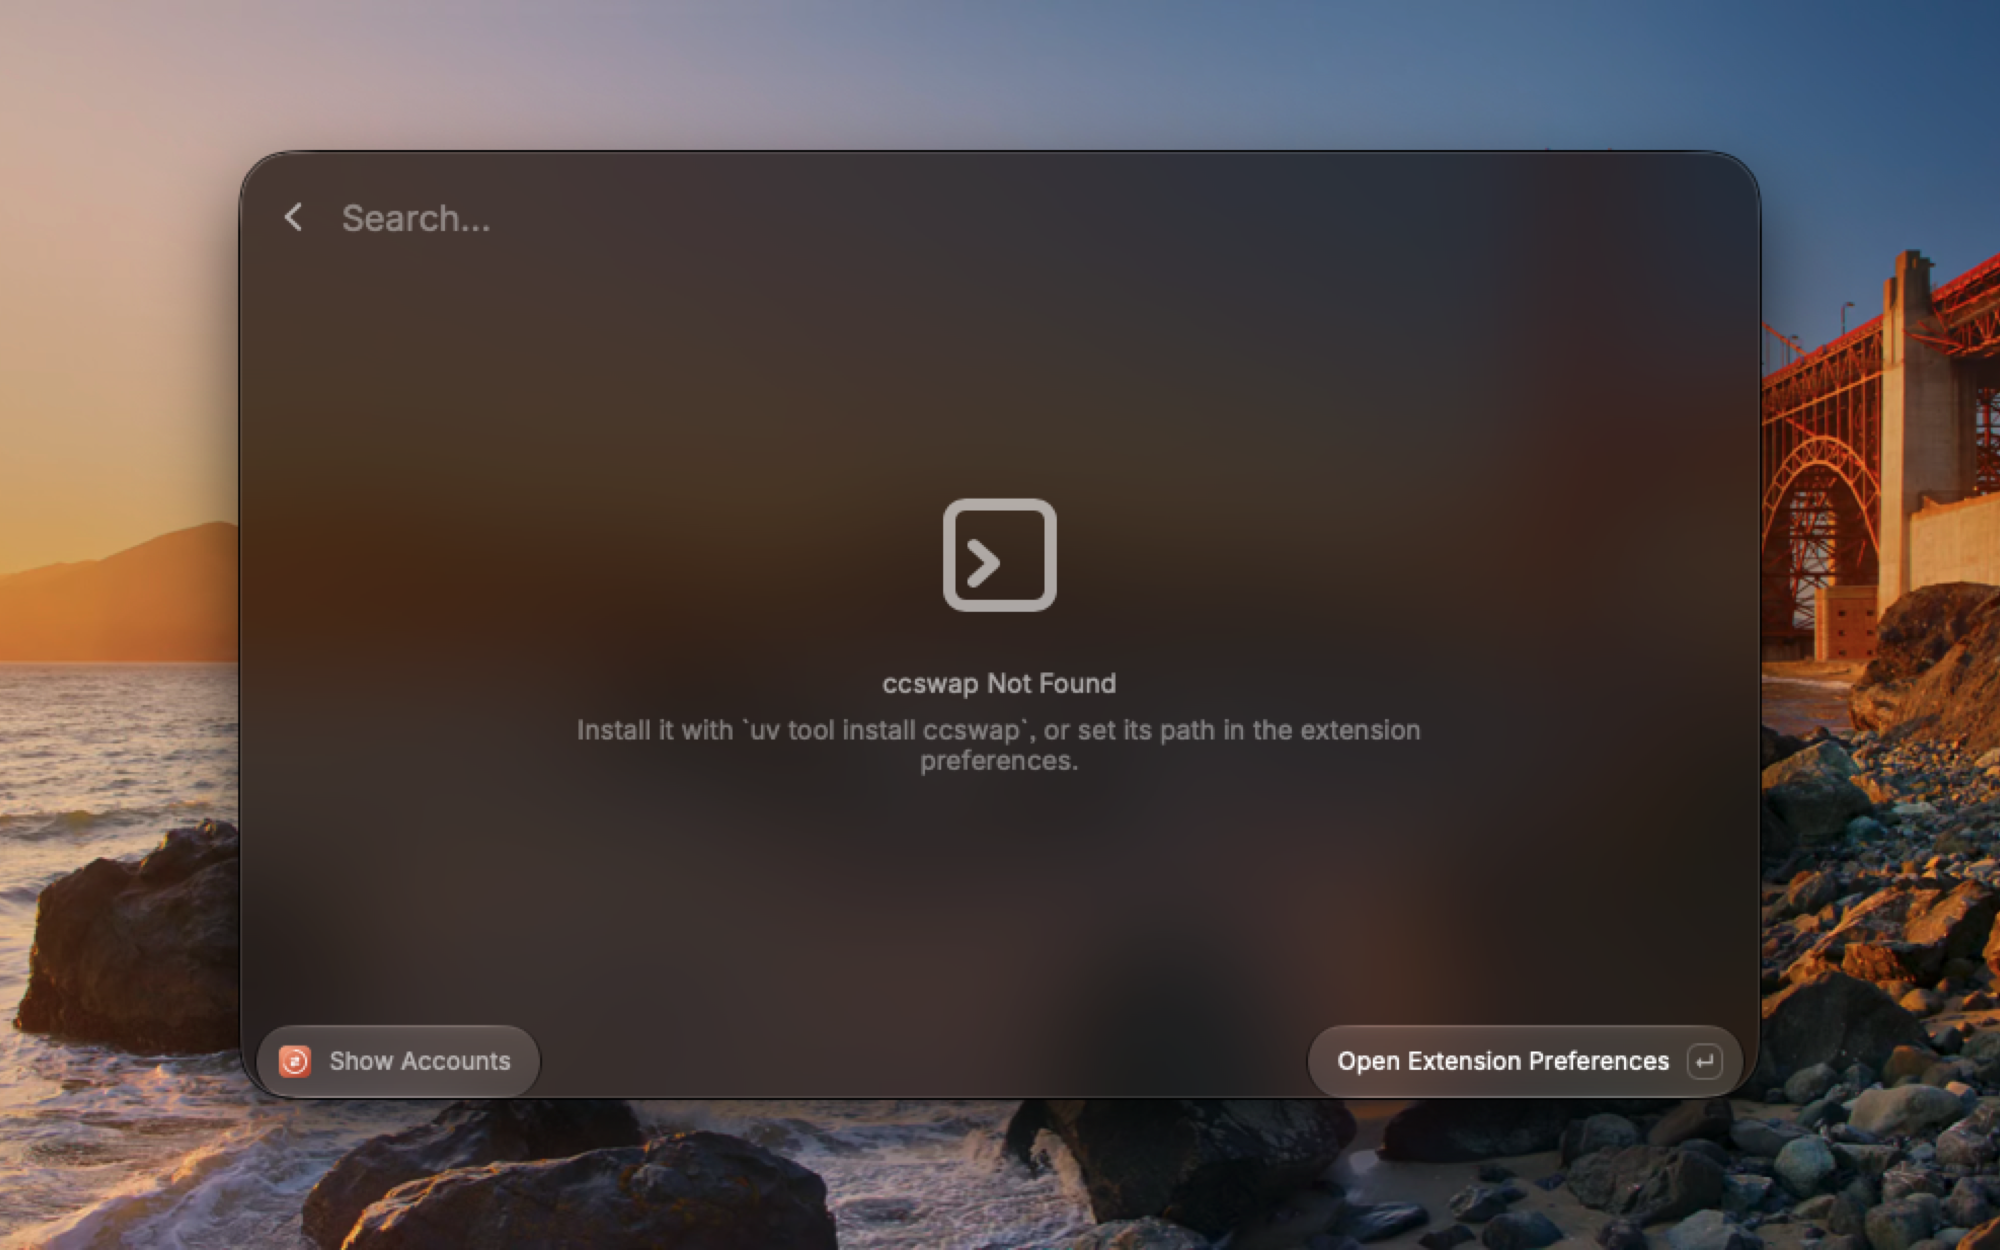 Search...
ccswap Not Found
Install it with `uv tool install ccswap`, or set its path in the extension
preferences.
Show Accounts
Open Extension Preferences